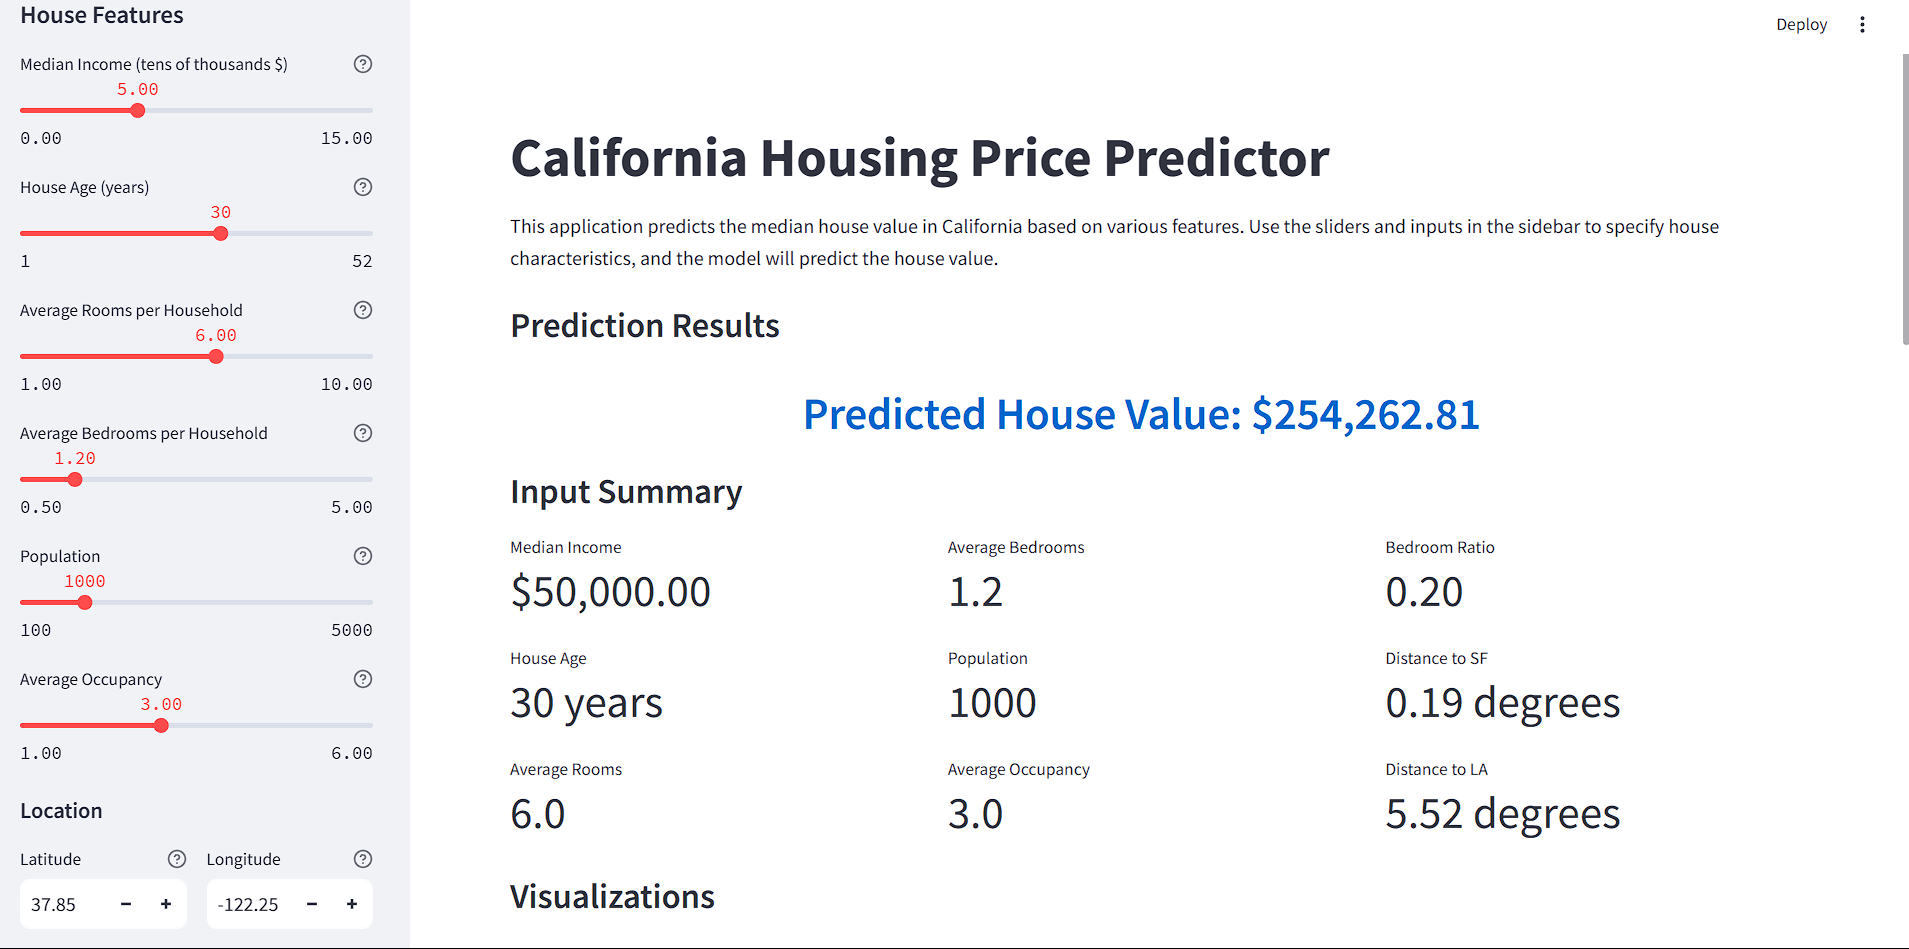 House Features
Median Income (tens of thousands $)
5.00
0.00 15.00
House Age (years)
30
1 52
Average Rooms per Household
6.00
1.00 10.00
Average Bedrooms per Household
1.20
0.50 5.00
Population
1000
100 5000
Average Occupancy
3.00
1.00 6.00
Location
Latitude Longitude
37.85 - + -122.25 - +
Deploy
California Housing Price Predictor
This application predicts the median house value in California based on various features. Use the sliders and inputs in the sidebar to specify house
characteristics, and the model will predict the house value.
Prediction Results
Predicted House Value: $254,262.81
Input Summary
Median Income Average Bedrooms Bedroom Ratio
$50,000.00 1.2 0.20
House Age Population Distance to SF
30 years 1000 0.19 degrees
Average Rooms Average Occupancy Distance to LA
6.0 3.0 5.52 degrees
Visualizations